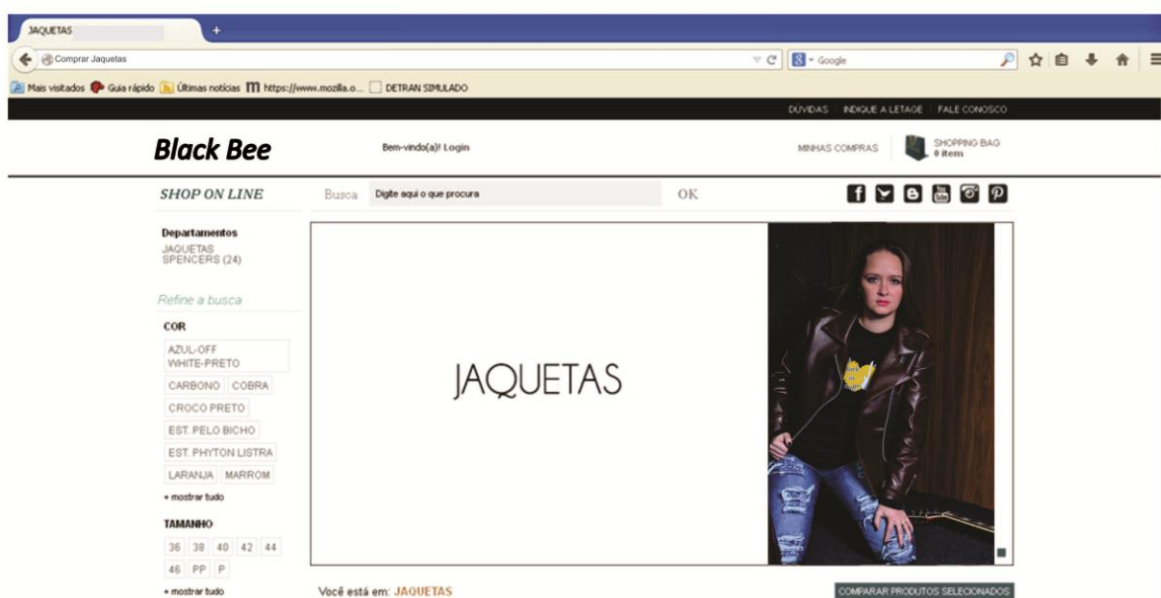 JAQUETAS
+
Comprar Jaquetas
Google
Mais visitados Guia rápido Últimas notícias https://www.mozilla.o... DETRAN SIMULADO
DÚVIDAS INDIQUE A LETAGE FALE CONOSCO
Black Bee
Bem-vindo(a)! Login
MINHAS COMPRAS
SHOPPING BAG
0 item
SHOP ON LINE
Busca
Digite aqui o que procura
OK
Departamentos
JAQUETAS
SPENCERS (24)
Refine a busca
COR
AZUL-OFF
WHITE-PRETO
CARBONO COBRA
CROCO PRETO
EST. PELO BICHO
EST. PHYTON LISTRA
LARANJA MARROM
+ mostrar tudo
TAMANHO
36 38 40 42 44
46 PP P
+ mostrar tudo
JAQUETAS
Você está em: JAQUETAS
COMPARAR PRODUTOS SELECIONADOS